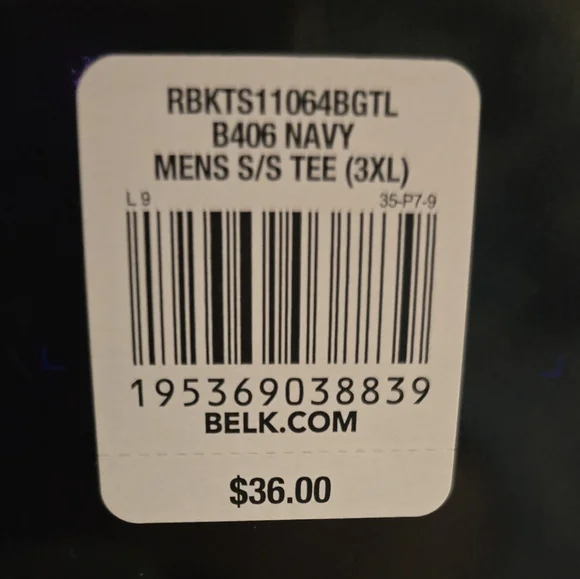 RBKTS11064BGTL
B406 NAVY
MENS S/S TEE (3XL)
L 9 35-P7-9
195369038839
BELK.COM
$36.00